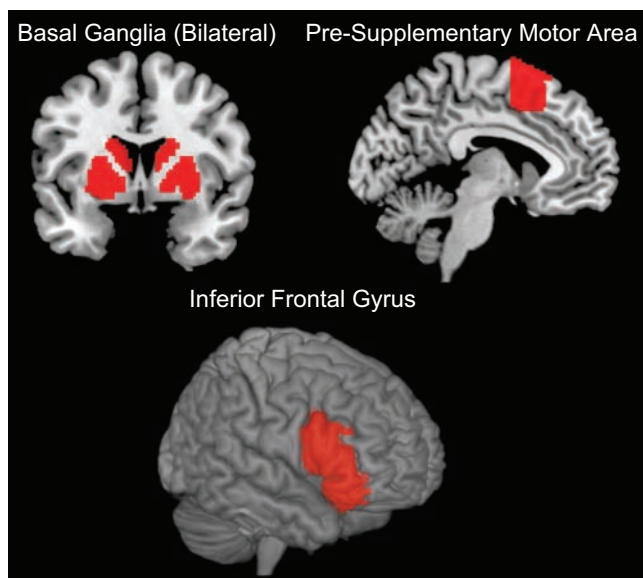 Basal Ganglia (Bilateral)
Pre-Supplementary Motor Area
Inferior Frontal Gyrus